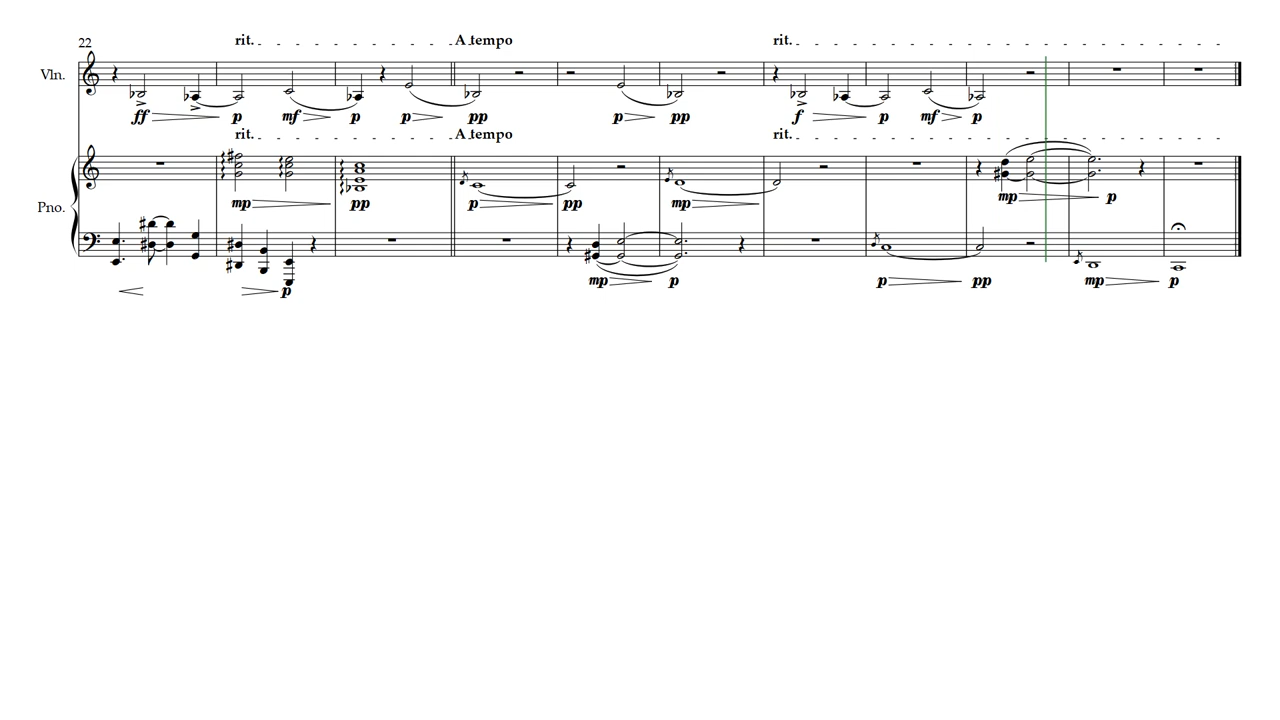 22
rit. A tempo rit.
Vln.
ff p mf p p pp p pp f p mf p
rit. A tempo rit.
Pno.
mp pp p pp mp mp p
p mp p p pp mp p